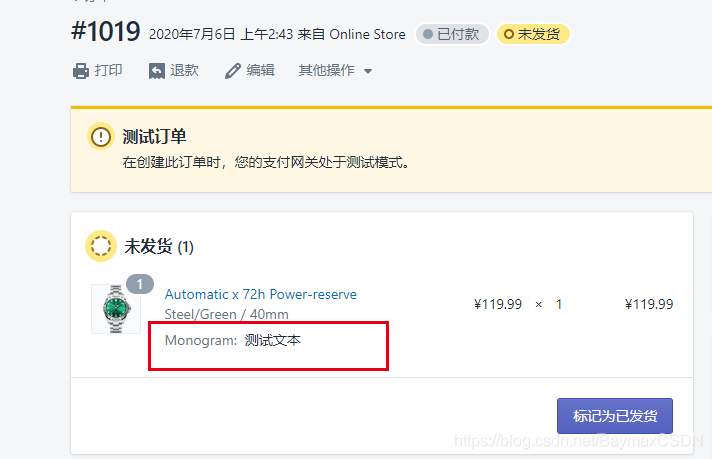 #1019 2020年7月6日 上午2:43 来自 Online Store 已付款 未发货
打印 退款 编辑 其他操作
测试订单
在创建此订单时，您的支付网关处于测试模式。
未发货 (1)
1
Automatic x 72h Power-reserve ¥119.99 × 1 ¥119.99
Steel/Green / 40mm
Monogram: 测试文本
标记为已发货
https://blog.csdn.net/BaymaxCSDN